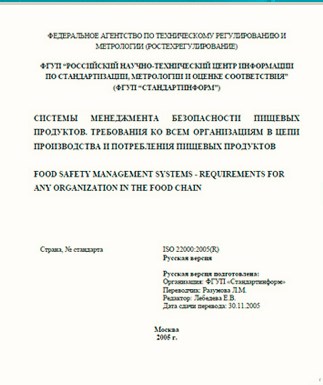 ФЕДЕРАЛЬНОЕ АГЕНТСТВО ПО ТЕХНИЧЕСКОМУ РЕГУЛИРОВАНИЮ И
МЕТРОЛОГИИ (РОСТЕХРЕГУЛИРОВАНИЕ)
ФГУП “РОССИЙСКИЙ НАУЧНО-ТЕХНИЧЕСКИЙ ЦЕНТР ИНФОРМАЦИИ
ПО СТАНДАРТИЗАЦИИ, МЕТРОЛОГИИ И ОЦЕНКЕ СООТВЕТСТВИЯ”
(ФГУП “СТАНДАРТИНФОРМ”)
СИСТЕМЫ МЕНЕДЖМЕНТА БЕЗОПАСНОСТИ ПИЩЕВЫХ
ПРОДУКТОВ. ТРЕБОВАНИЯ КО ВСЕМ ОРГАНИЗАЦИЯМ В ЦЕПИ
ПРОИЗВОДСТВА И ПОТРЕБЛЕНИЯ ПИЩЕВЫХ ПРОДУКТОВ
FOOD SAFETY MANAGEMENT SYSTEMS - REQUIREMENTS FOR
ANY ORGANIZATION IN THE FOOD CHAIN
Страна, № стандарта ISO 22000:2005(R)
Русская версия
Русская версия подготовлена:
Организация: ФГУП «Стандартинформ»
Переводчик: Разумова Л.М.
Редактор: Лебедева Е.В.
Дата сдачи перевода: 30.11.2005
Москва
2005 г.